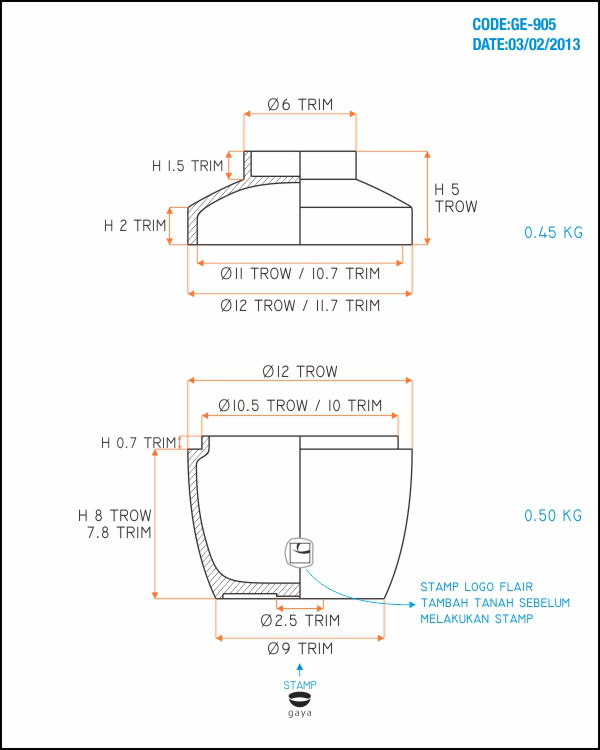 CODE:GE-905
DATE:03/02/2013
Ø6 TRIM
H 1.5 TRIM
H 5
TROW
H 2 TRIM
0.45 KG
Ø11 TROW / 10.7 TRIM
Ø12 TROW / 11.7 TRIM
Ø12 TROW
Ø10.5 TROW / 10 TRIM
H 0.7 TRIM
H 8 TROW
7.8 TRIM
0.50 KG
STAMP LOGO FLAIR
TAMBAH TANAH SEBELUM
MELAKUKAN STAMP
Ø2.5 TRIM
Ø9 TRIM
STAMP
gaya